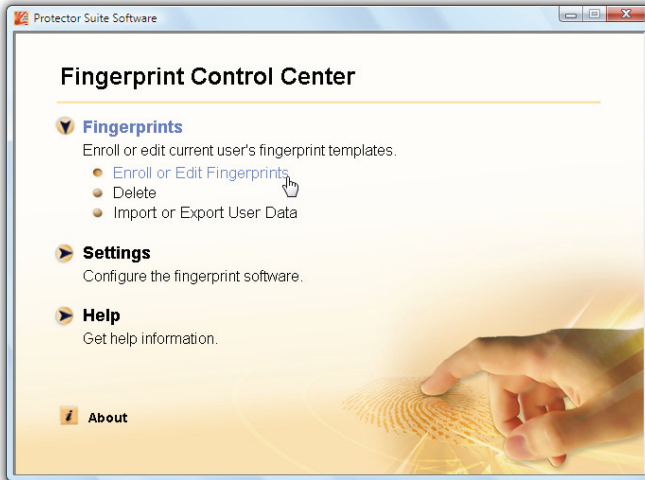 Protector Suite Software
Fingerprint Control Center
Fingerprints
Enroll or edit current user's fingerprint templates.
Enroll or Edit Fingerprints
Delete
Import or Export User Data
Settings
Configure the fingerprint software.
Help
Get help information.
About